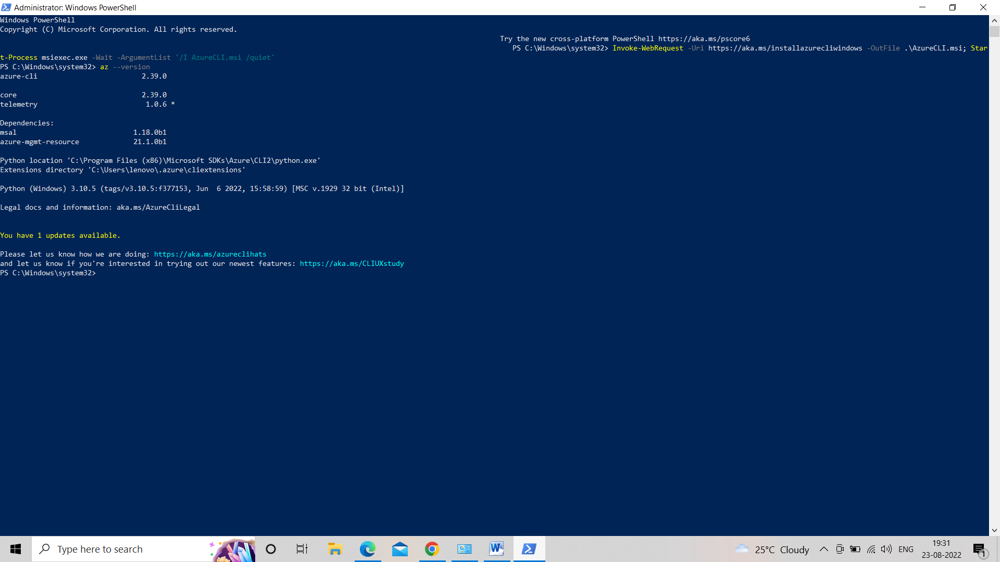 Administrator: Windows PowerShell
Windows PowerShell
Copyright (C) Microsoft Corporation. All rights reserved.
Try the new cross-platform PowerShell https://aka.ms/pscore6
PS C:\Windows\system32> Invoke-WebRequest -Uri https://aka.ms/installazurecliwindows -OutFile .\AzureCLI.msi; Star
t-Process msiexec.exe -Wait -ArgumentList '/I AzureCLI.msi /quiet'
PS C:\Windows\system32> az --version
azure-cli                         2.39.0
core                              2.39.0
telemetry                          1.0.6 *
Dependencies:
msal                            1.18.0b1
azure-mgmt-resource             21.1.0b1
Python location 'C:\Program Files (x86)\Microsoft SDKs\Azure\CLI2\python.exe'
Extensions directory 'C:\Users\lenovo\.azure\cliextensions'
Python (Windows) 3.10.5 (tags/v3.10.5:f377153, Jun  6 2022, 15:58:59) [MSC v.1929 32 bit (Intel)]
Legal docs and information: aka.ms/AzureCliLegal
You have 1 updates available.
Please let us know how we are doing: https://aka.ms/azureclihats
and let us know if you're interested in trying out our newest features: https://aka.ms/CLIUXstudy
PS C:\Windows\system32>
Type here to search
25°C Cloudy
ENG
19:31
23-08-2022
1